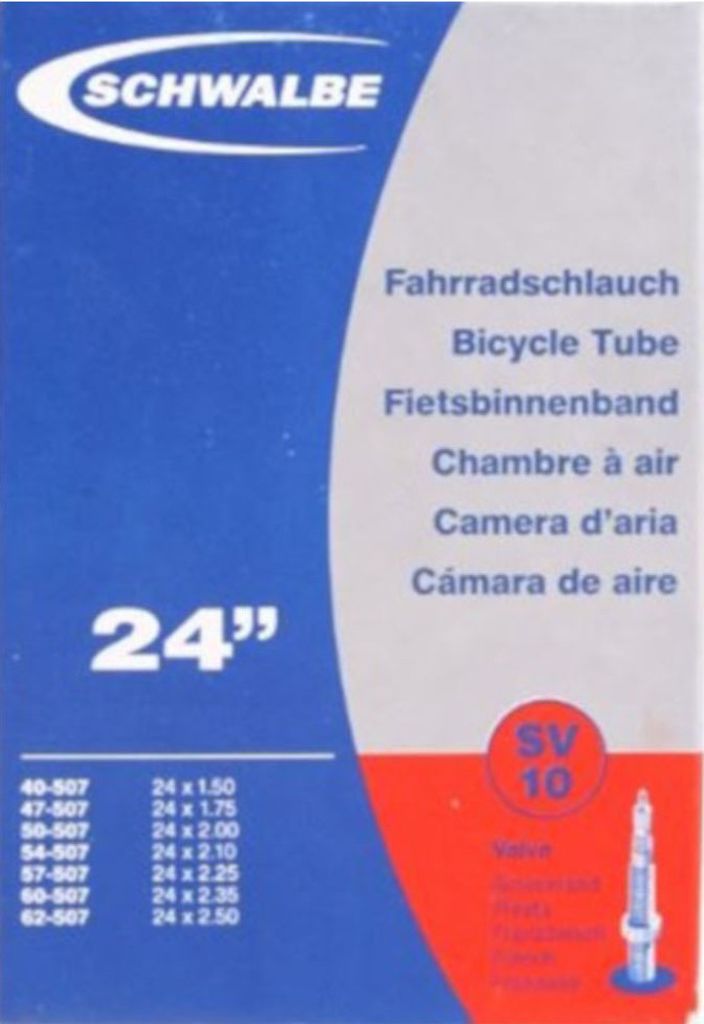 SCHWALBE
Fahrradschlauch
Bicycle Tube
Fietsbinnenband
Chambre à air
Camera d'aria
Cámara de aire
24”
SV
10
40-507 24 x 1.50
47-507 24 x 1.75
50-507 24 x 2.00
54-507 24 x 2.10
57-507 24 x 2.25
60-507 24 x 2.35
62-507 24 x 2.50
Valve